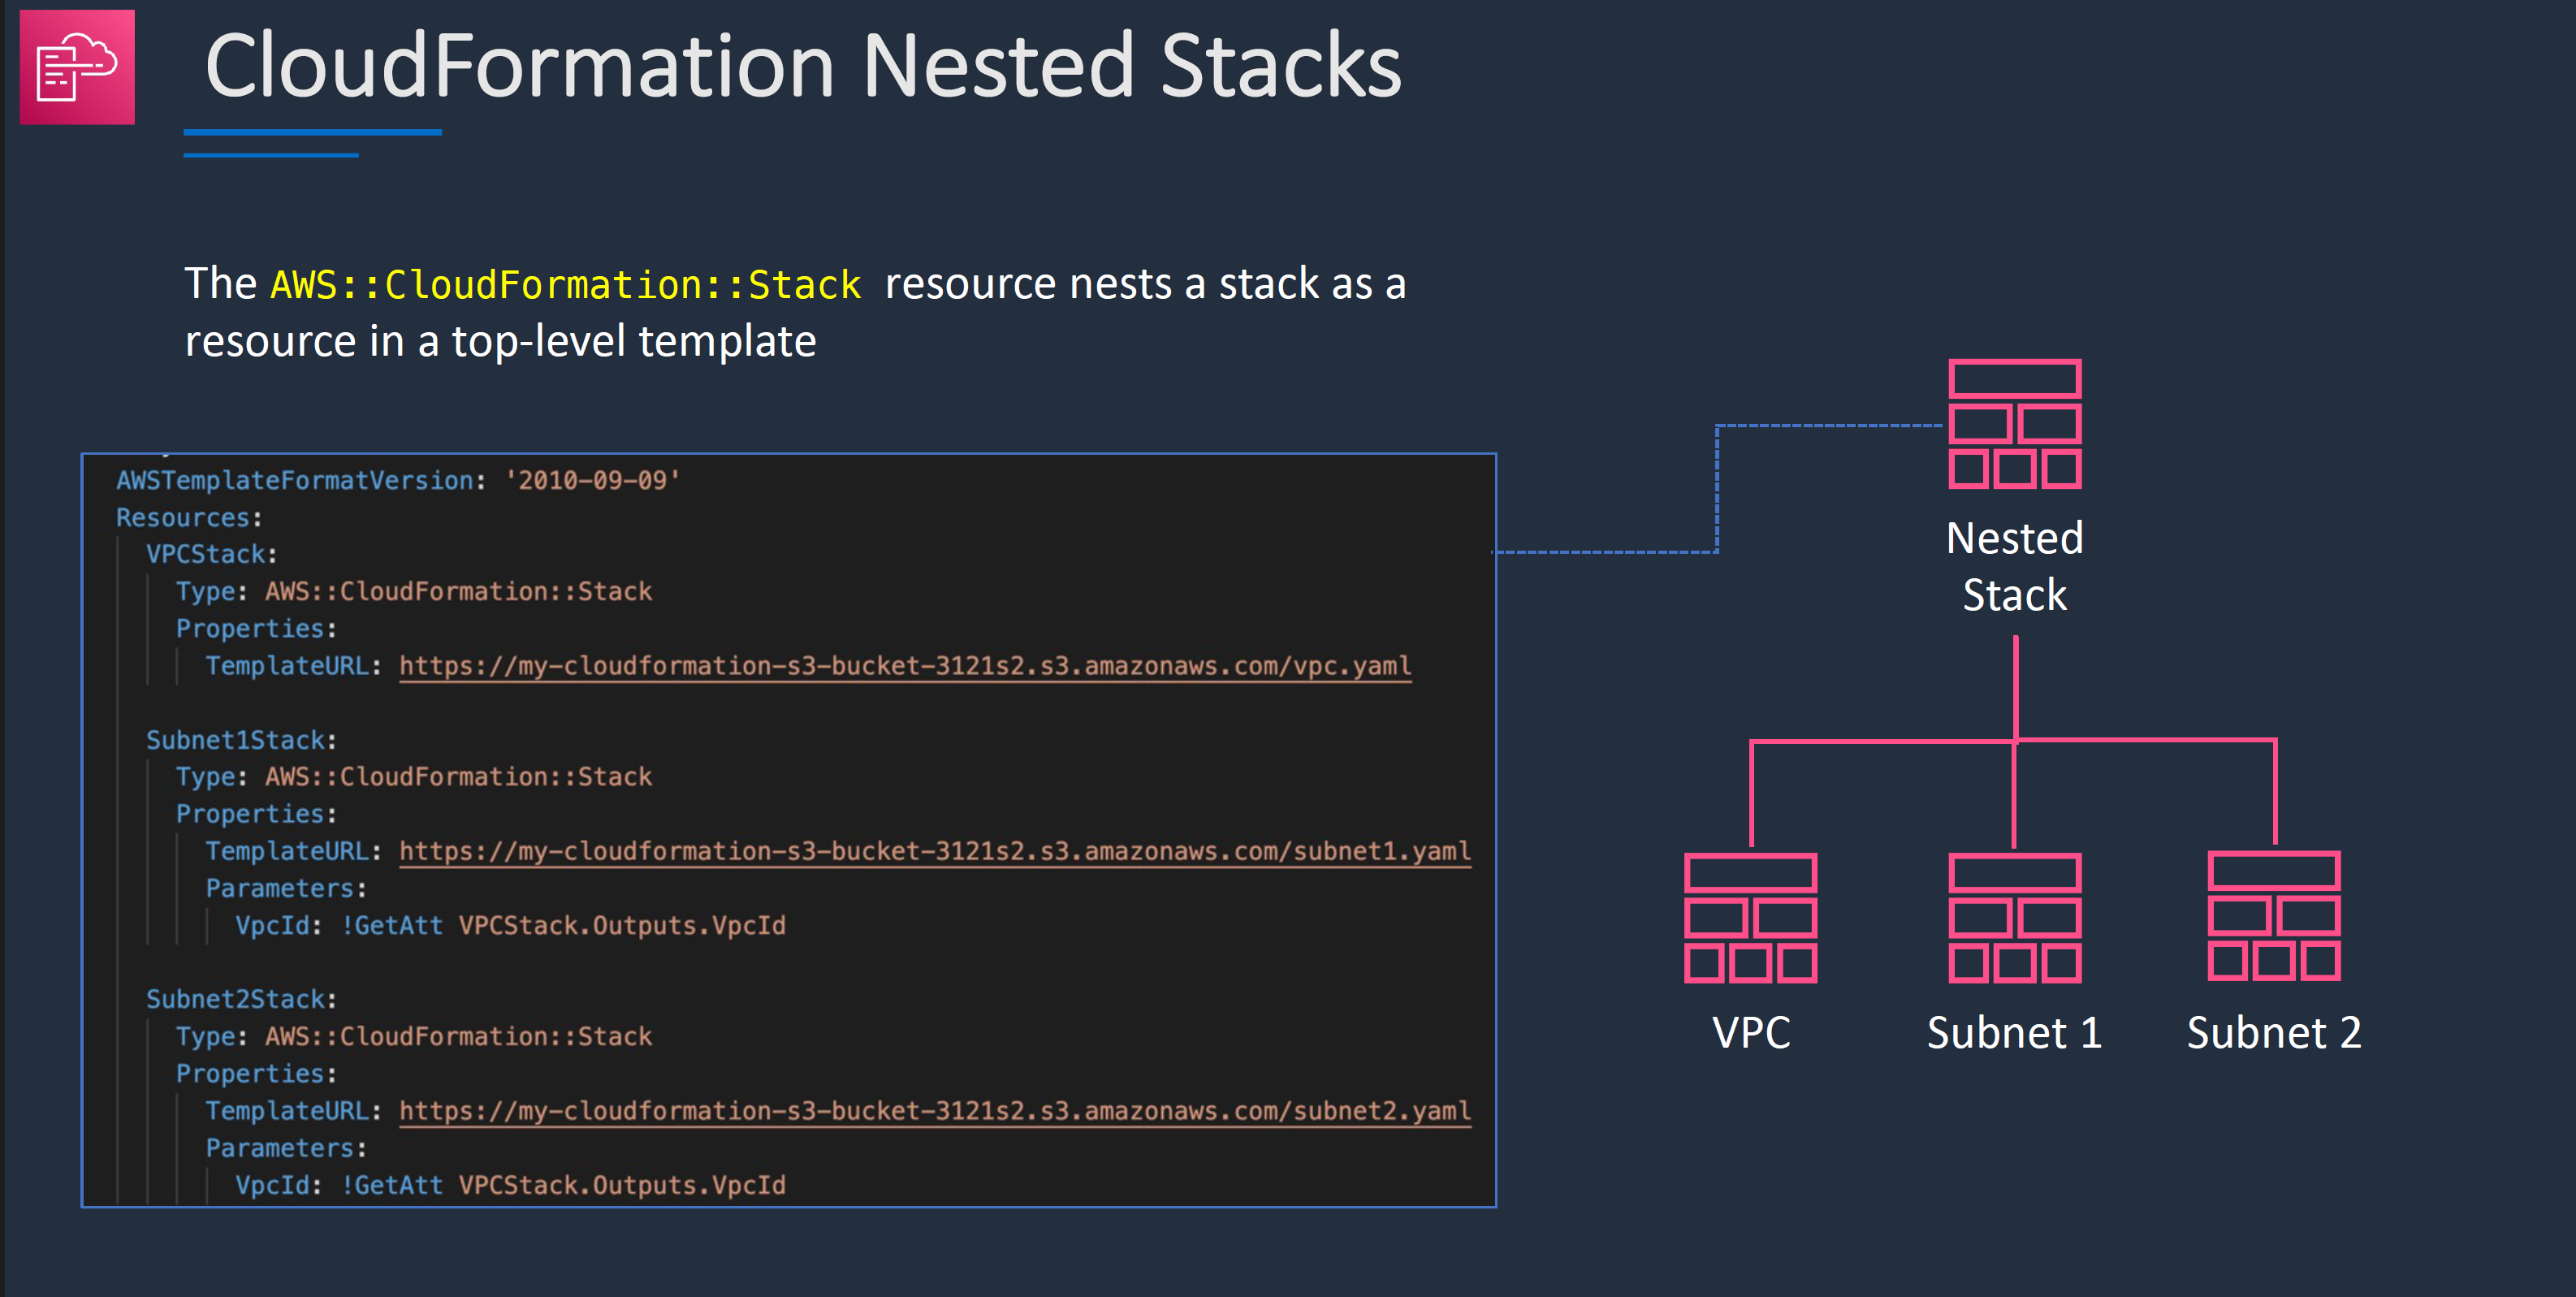 CloudFormation Nested Stacks
The AWS::CloudFormation::Stack resource nests a stack as a
resource in a top-level template
AWSTemplateFormatVersion: '2010-09-09'
Resources:
VPCStack:
Type: AWS::CloudFormation::Stack
Properties:
TemplateURL: https://my-cloudformation-s3-bucket-3121s2.s3.amazonaws.com/vpc.yaml
Subnet1Stack:
Type: AWS::CloudFormation::Stack
Properties:
TemplateURL: https://my-cloudformation-s3-bucket-3121s2.s3.amazonaws.com/subnet1.yaml
Parameters:
VpcId: !GetAtt VPCStack.Outputs.VpcId
Subnet2Stack:
Type: AWS::CloudFormation::Stack
Properties:
TemplateURL: https://my-cloudformation-s3-bucket-3121s2.s3.amazonaws.com/subnet2.yaml
Parameters:
VpcId: !GetAtt VPCStack.Outputs.VpcId
Nested
Stack
VPC
Subnet 1
Subnet 2